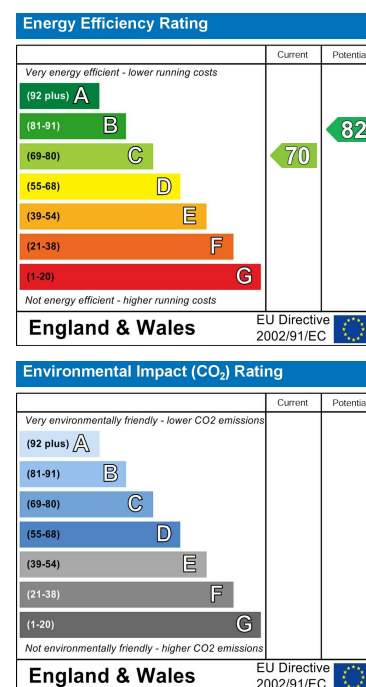 Energy Efficiency Rating
Current Potentia
Very energy efficient - lower running costs
(92 plus) A
(81-91) B
(69-80) C
(55-68) D
(39-54) E
(21-38) F
(1-20) G
70
82
Not energy efficient - higher running costs
England & Wales
EU Directive
2002/91/EC
Environmental Impact (CO₂) Rating
Current Potentia
Very environmentally friendly - lower CO2 emissions
(92 plus) A
(81-91) B
(69-80) C
(55-68) D
(39-54) E
(21-38) F
(1-20) G
Not environmentally friendly - higher CO2 emissions
England & Wales
EU Directive
2002/91/EC